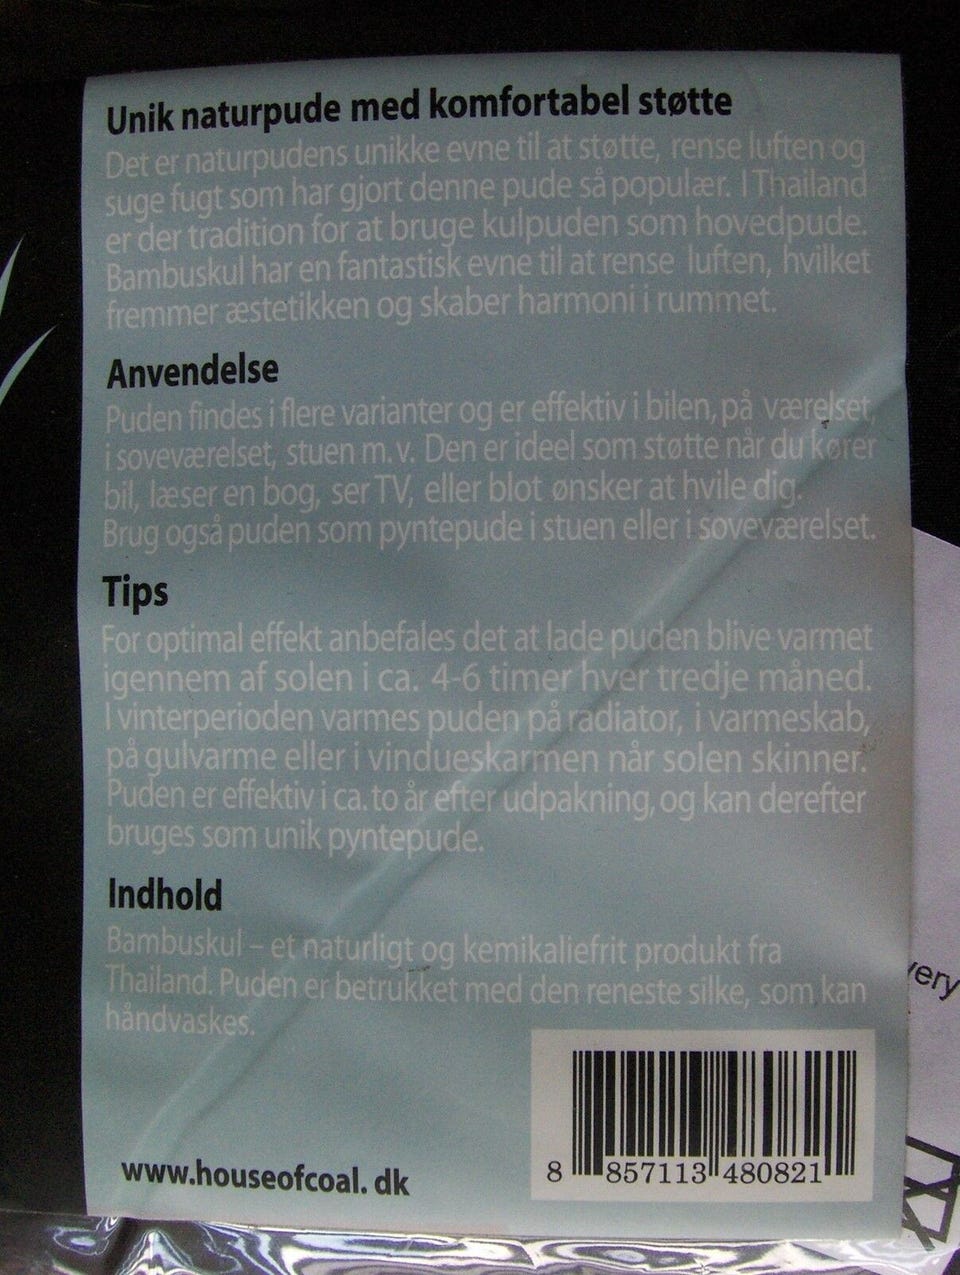 Unik naturpude med komfortabel støtte
Det er naturpudens unikke evne til at støtte, rense luften og
suge fugt som har gjort denne pude så populær. I Thailand
er der tradition for at bruge kulpuden som hovedpude.
Bambuskul har en fantastisk evne til at rense luften, hvilket
fremmer æstetikken og skaber harmoni i rummet.
Anvendelse
Puden findes i flere varianter og er effektiv i bilen, på værelset,
i soveværelset, stuen m.v. Den er ideel som støtte når du kører
bil, læser en bog, ser TV, eller blot ønsker at hvile dig.
Brug også puden som pyntepude i stuen eller i soveværelset.
Tips
For optimal effekt anbefales det at lade puden blive varmet
igennem af solen i ca. 4-6 timer hver tredje måned.
I vinterperioden varmes puden på radiator, i varmeskab,
på gulvarme eller i vindueskarmen når solen skinner.
Puden er effektiv i ca. to år efter udpakning, og kan derefter
bruges som unik pyntepude.
Indhold
Bambuskul – et naturligt og kemikaliefrit produkt fra
Thailand. Puden er betrukket med den reneste silke, som kan
håndvaskes.
www.houseofcoal. dk
8 857113 480821
very